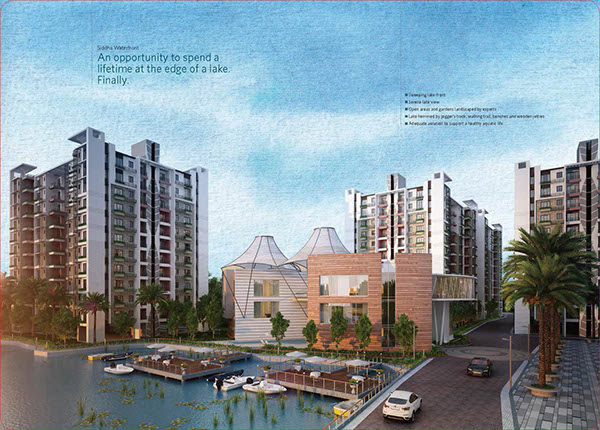 Siddha Waterfront
An opportunity to spend a
lifetime at the edge of a lake.
Finally.
Sweeping lake-front
Serene lake view
Open areas and gardens landscaped by experts
Lake hemmed by jogger's track, walking trail, benches and wooden jetties
Adequate aeration to support a healthy aquatic life